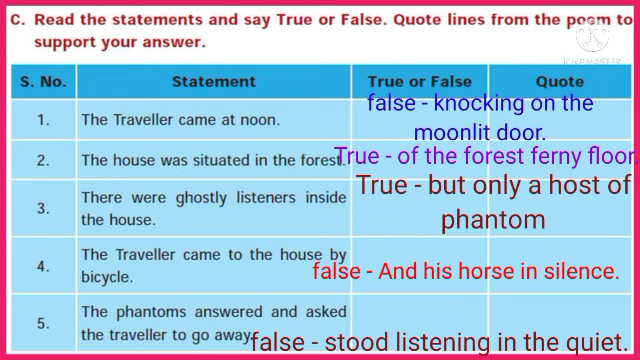 C. Read the statements and say True or False. Quote lines from the poem to
support your answer.
KINEMASTER
S. No. Statement True or False Quote
1. The Traveller came at noon.
false - knocking on the
moonlit door.
2. The house was situated in the forest.
True - of the forest ferny floor.
3. There were ghostly listeners inside
the house.
True - but only a host of
phantom
4. The Traveller came to the house by
bicycle.
false - And his horse in silence.
5. The phantoms answered and asked
the traveller to go away.
false - stood listening in the quiet.